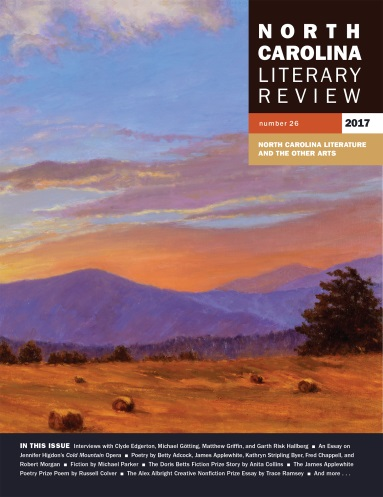 NORTH
CAROLINA
LITERARY
REVIEW
number 26 2017
NORTH CAROLINA LITERATURE
AND THE OTHER ARTS
IN THIS ISSUE Interviews with Clyde Edgerton, Michael Götting, Matthew Griffin, and Garth Risk Hallberg ■ An Essay on
Jennifer Higdon's Cold Mountain Opera ■ Poetry by Betty Adcock, James Applewhite, Kathryn Stripling Byer, Fred Chappell, and
Robert Morgan ■ Fiction by Michael Parker ■ The Doris Betts Fiction Prize Story by Anita Collins ■ The James Applewhite
Poetry Prize Poem by Russell Colver ■ The Alex Albright Creative Nonfiction Prize Essay by Trace Ramsey ■ And more . . .